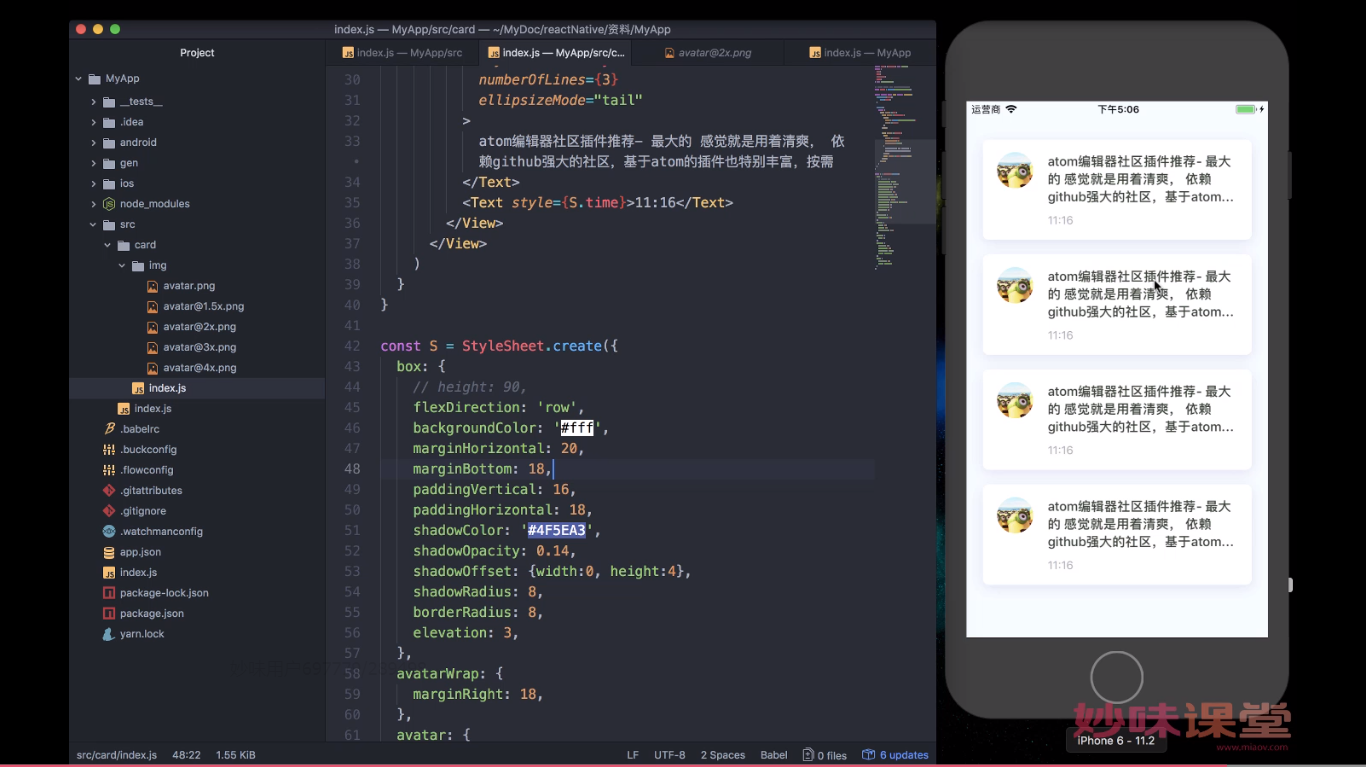 index.js — MyApp/src/card — ~/MyDoc/reactNative/资料/MyApp
Project
MyApp
__tests__
.idea
android
gen
ios
node_modules
src
card
img
avatar.png
avatar@1.5x.png
avatar@2x.png
avatar@3x.png
avatar@4x.png
index.js
index.js
.babelrc
.buckconfig
.flowconfig
.gitattributes
.gitignore
.watchmanconfig
app.json
index.js
package-lock.json
package.json
yarn.lock
index.js — MyApp/src
index.js — MyApp/src/c...
avatar@2x.png
index.js — MyApp
30 numberOfLines={3}
31 ellipsizeMode="tail"
32 >
33 atom编辑器社区插件推荐- 最大的 感觉就是用着清爽， 依
赖github强大的社区，基于atom的插件也特别丰富，按需
34 </Text>
35 <Text style={S.time}>11:16</Text>
36 </View>
37 </View>
38 )
39 }
40 }
41
42 const S = StyleSheet.create({
43 box: {
44 // height: 90,
45 flexDirection: 'row',
46 backgroundColor: '#fff',
47 marginHorizontal: 20,
48 marginBottom: 18,
49 paddingVertical: 16,
50 paddingHorizontal: 18,
51 shadowColor: '#4F5EA3',
52 shadowOpacity: 0.14,
53 shadowOffset: {width:0, height:4},
54 shadowRadius: 8,
55 borderRadius: 8,
56 elevation: 3,
57 },
58 avatarWrap: {
59 marginRight: 18,
60 },
61 avatar: {
src/card/index.js 48:22 1.55 KiB
LF UTF-8 2 Spaces Babel 0 files 6 updates
运营商 下午5:06
atom编辑器社区插件推荐- 最大
的 感觉就是用着清爽， 依赖
github强大的社区，基于atom...
11:16
atom编辑器社区插件推荐- 最大
的 感觉就是用着清爽， 依赖
github强大的社区，基于atom...
11:16
atom编辑器社区插件推荐- 最大
的 感觉就是用着清爽， 依赖
github强大的社区，基于atom...
11:16
atom编辑器社区插件推荐- 最大
的 感觉就是用着清爽， 依赖
github强大的社区，基于atom...
11:16
妙味课堂
iPhone 6 - 11.2
www.miaov.com